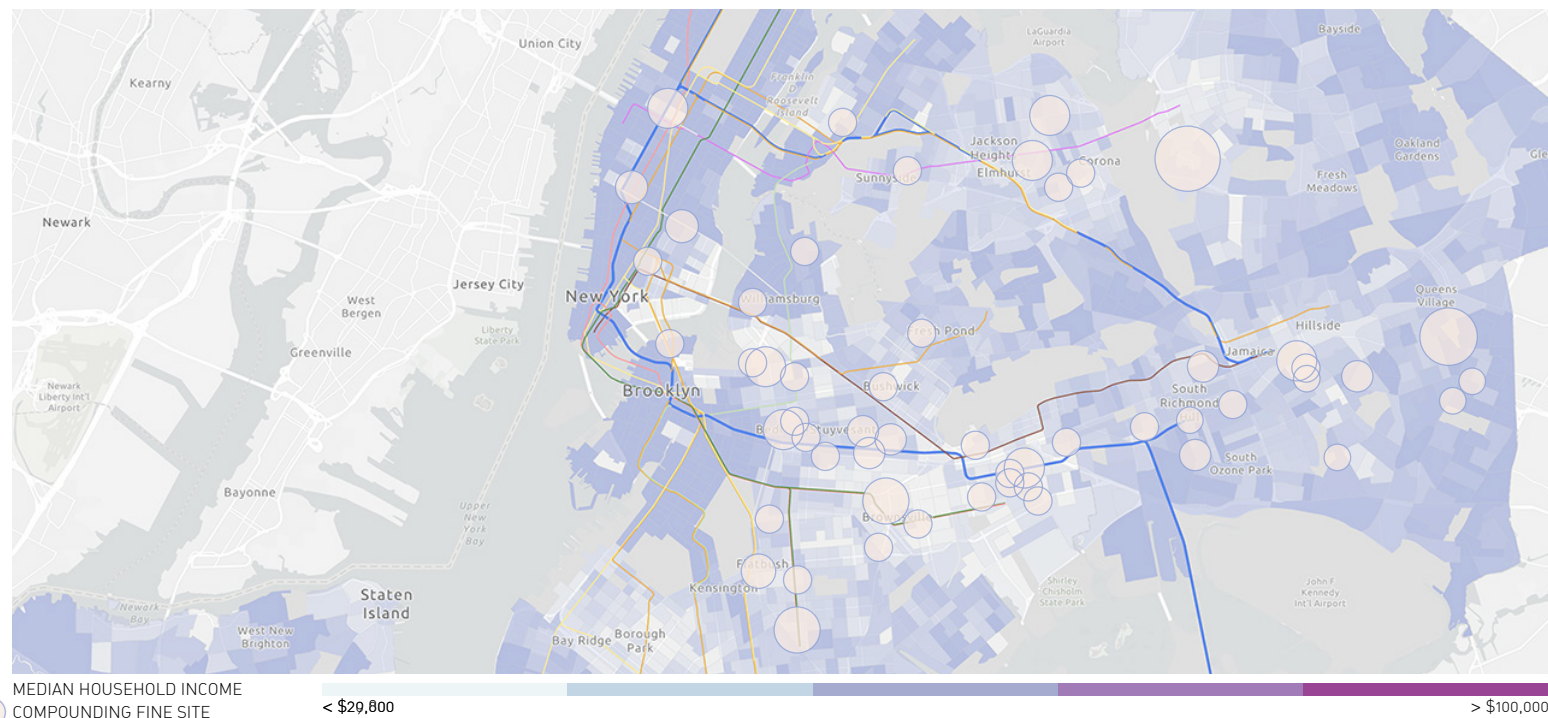 Union City
LaGuardia
Airport
Bayside
Kearny
Franklin
D
Roosevelt
Island
Jackson
Heights
Corona
Elmhurst
Sunnyside
Oakland
Gardens
Fresh
Meadows
Newark
Jersey City
New York
Williamsburg
West
Bergen
Liberty
State Park
Queens
Village
Hillside
Fresh Pond
Greenville
Jamaica
Bushwick
Brooklyn
Newark
Liberty Int'l
Airport
South
Richmond
Hill
Bedford-Stuyvesant
South
Ozone Park
Bayonne
Upper
New
York
Bay
Brownsville
Flatbush
Kensington
Shirley
Chisholm
State Park
John F
Kennedy
Int'l Airport
Staten
Island
Newark
Bay
West New
Brighton
Bay Ridge
Borough
Park
MEDIAN HOUSEHOLD INCOME
COMPOUNDING FINE SITE
< $29,800
> $100,000